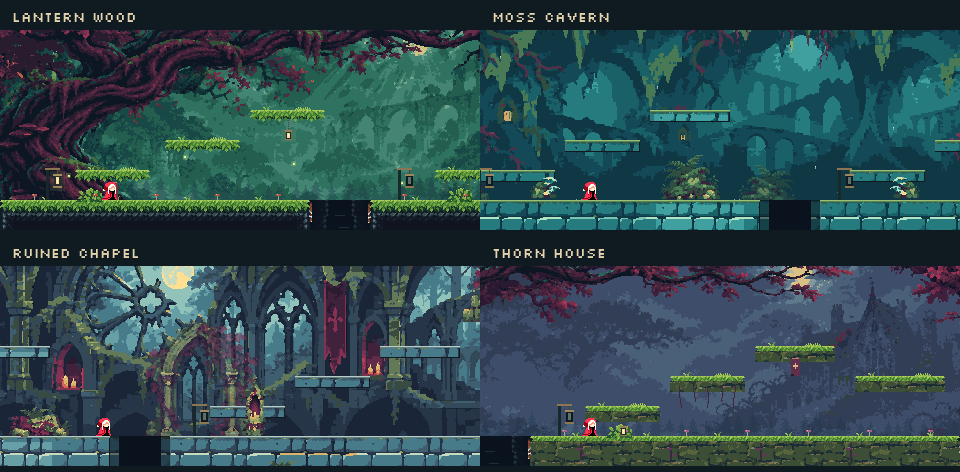 LANTERN WOOD
MOSS CAVERN
RUINED CHAPEL
THORN HOUSE